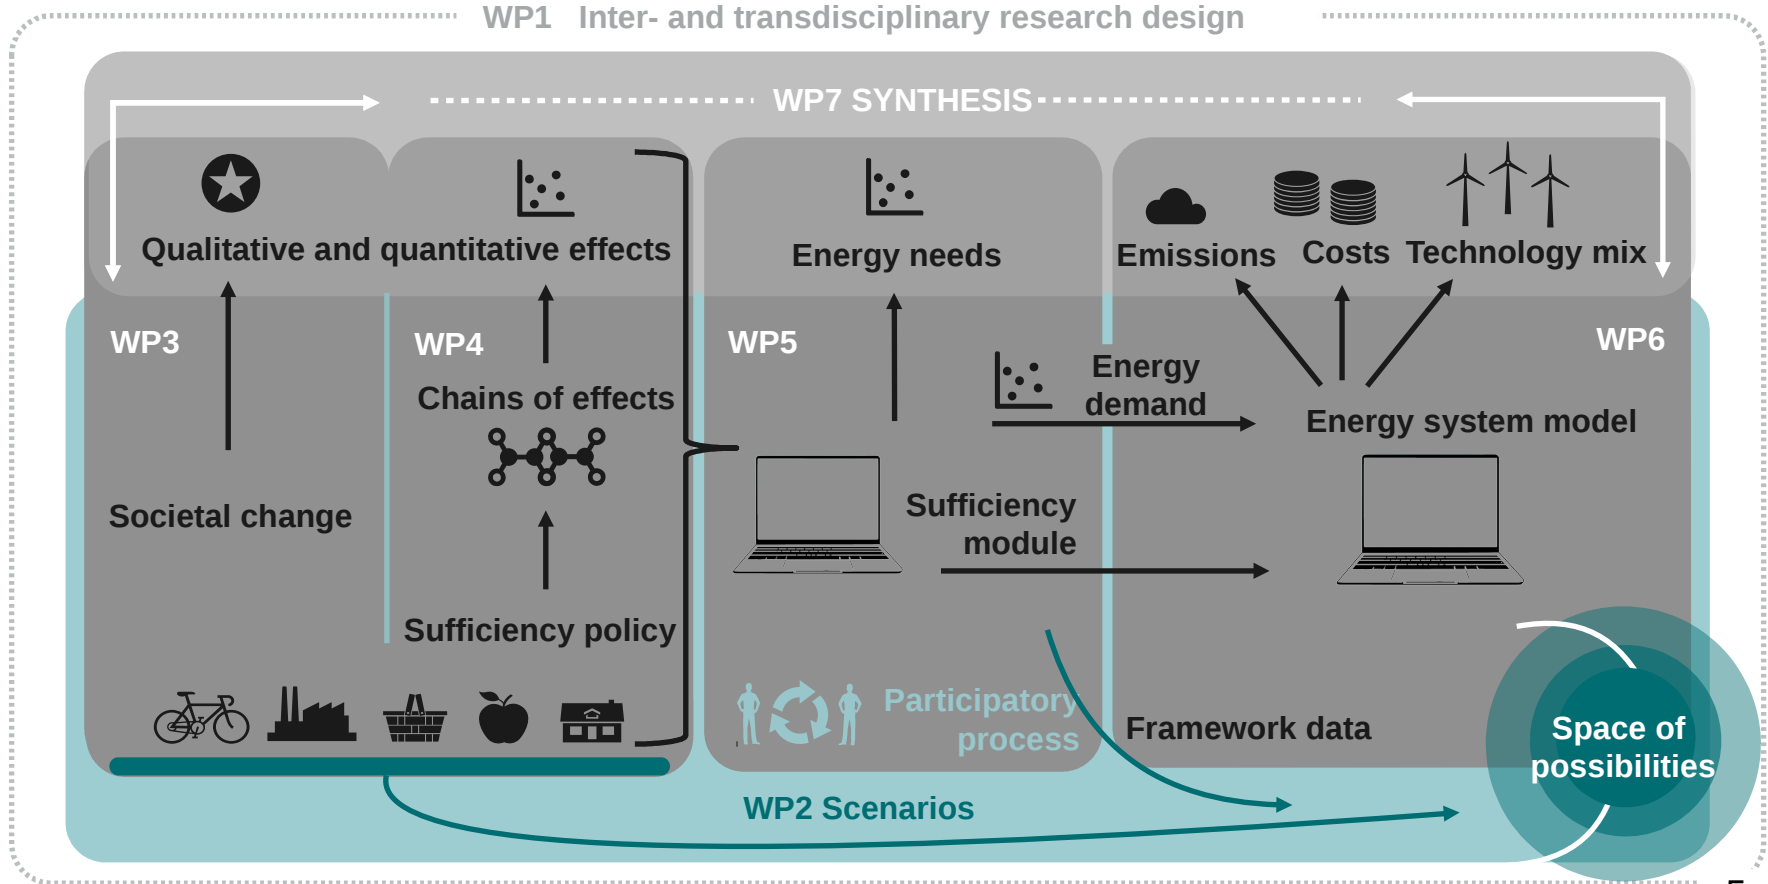 WP1 Inter- and transdisciplinary research design
WP7 SYNTHESIS
Qualitative and quantitative effects
Energy needs
Emissions
Costs
Technology mix
WP3
WP4
WP5
WP6
Chains of effects
Energy
demand
Energy system model
Societal change
Sufficiency
module
Sufficiency policy
Participatory
process
Framework data
Space of
possibilities
WP2 Scenarios